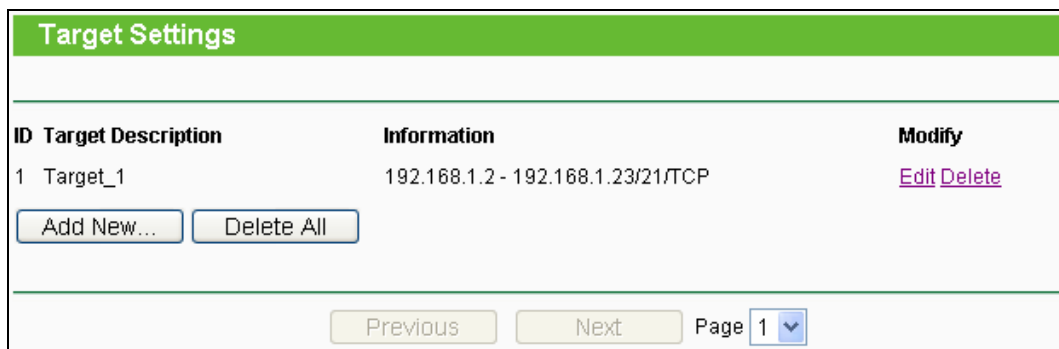 Target Settings
ID Target Description Information Modify
1 Target_1 192.168.1.2 - 192.168.1.23/21/TCP Edit Delete
Add New... Delete All
Previous Next Page 1